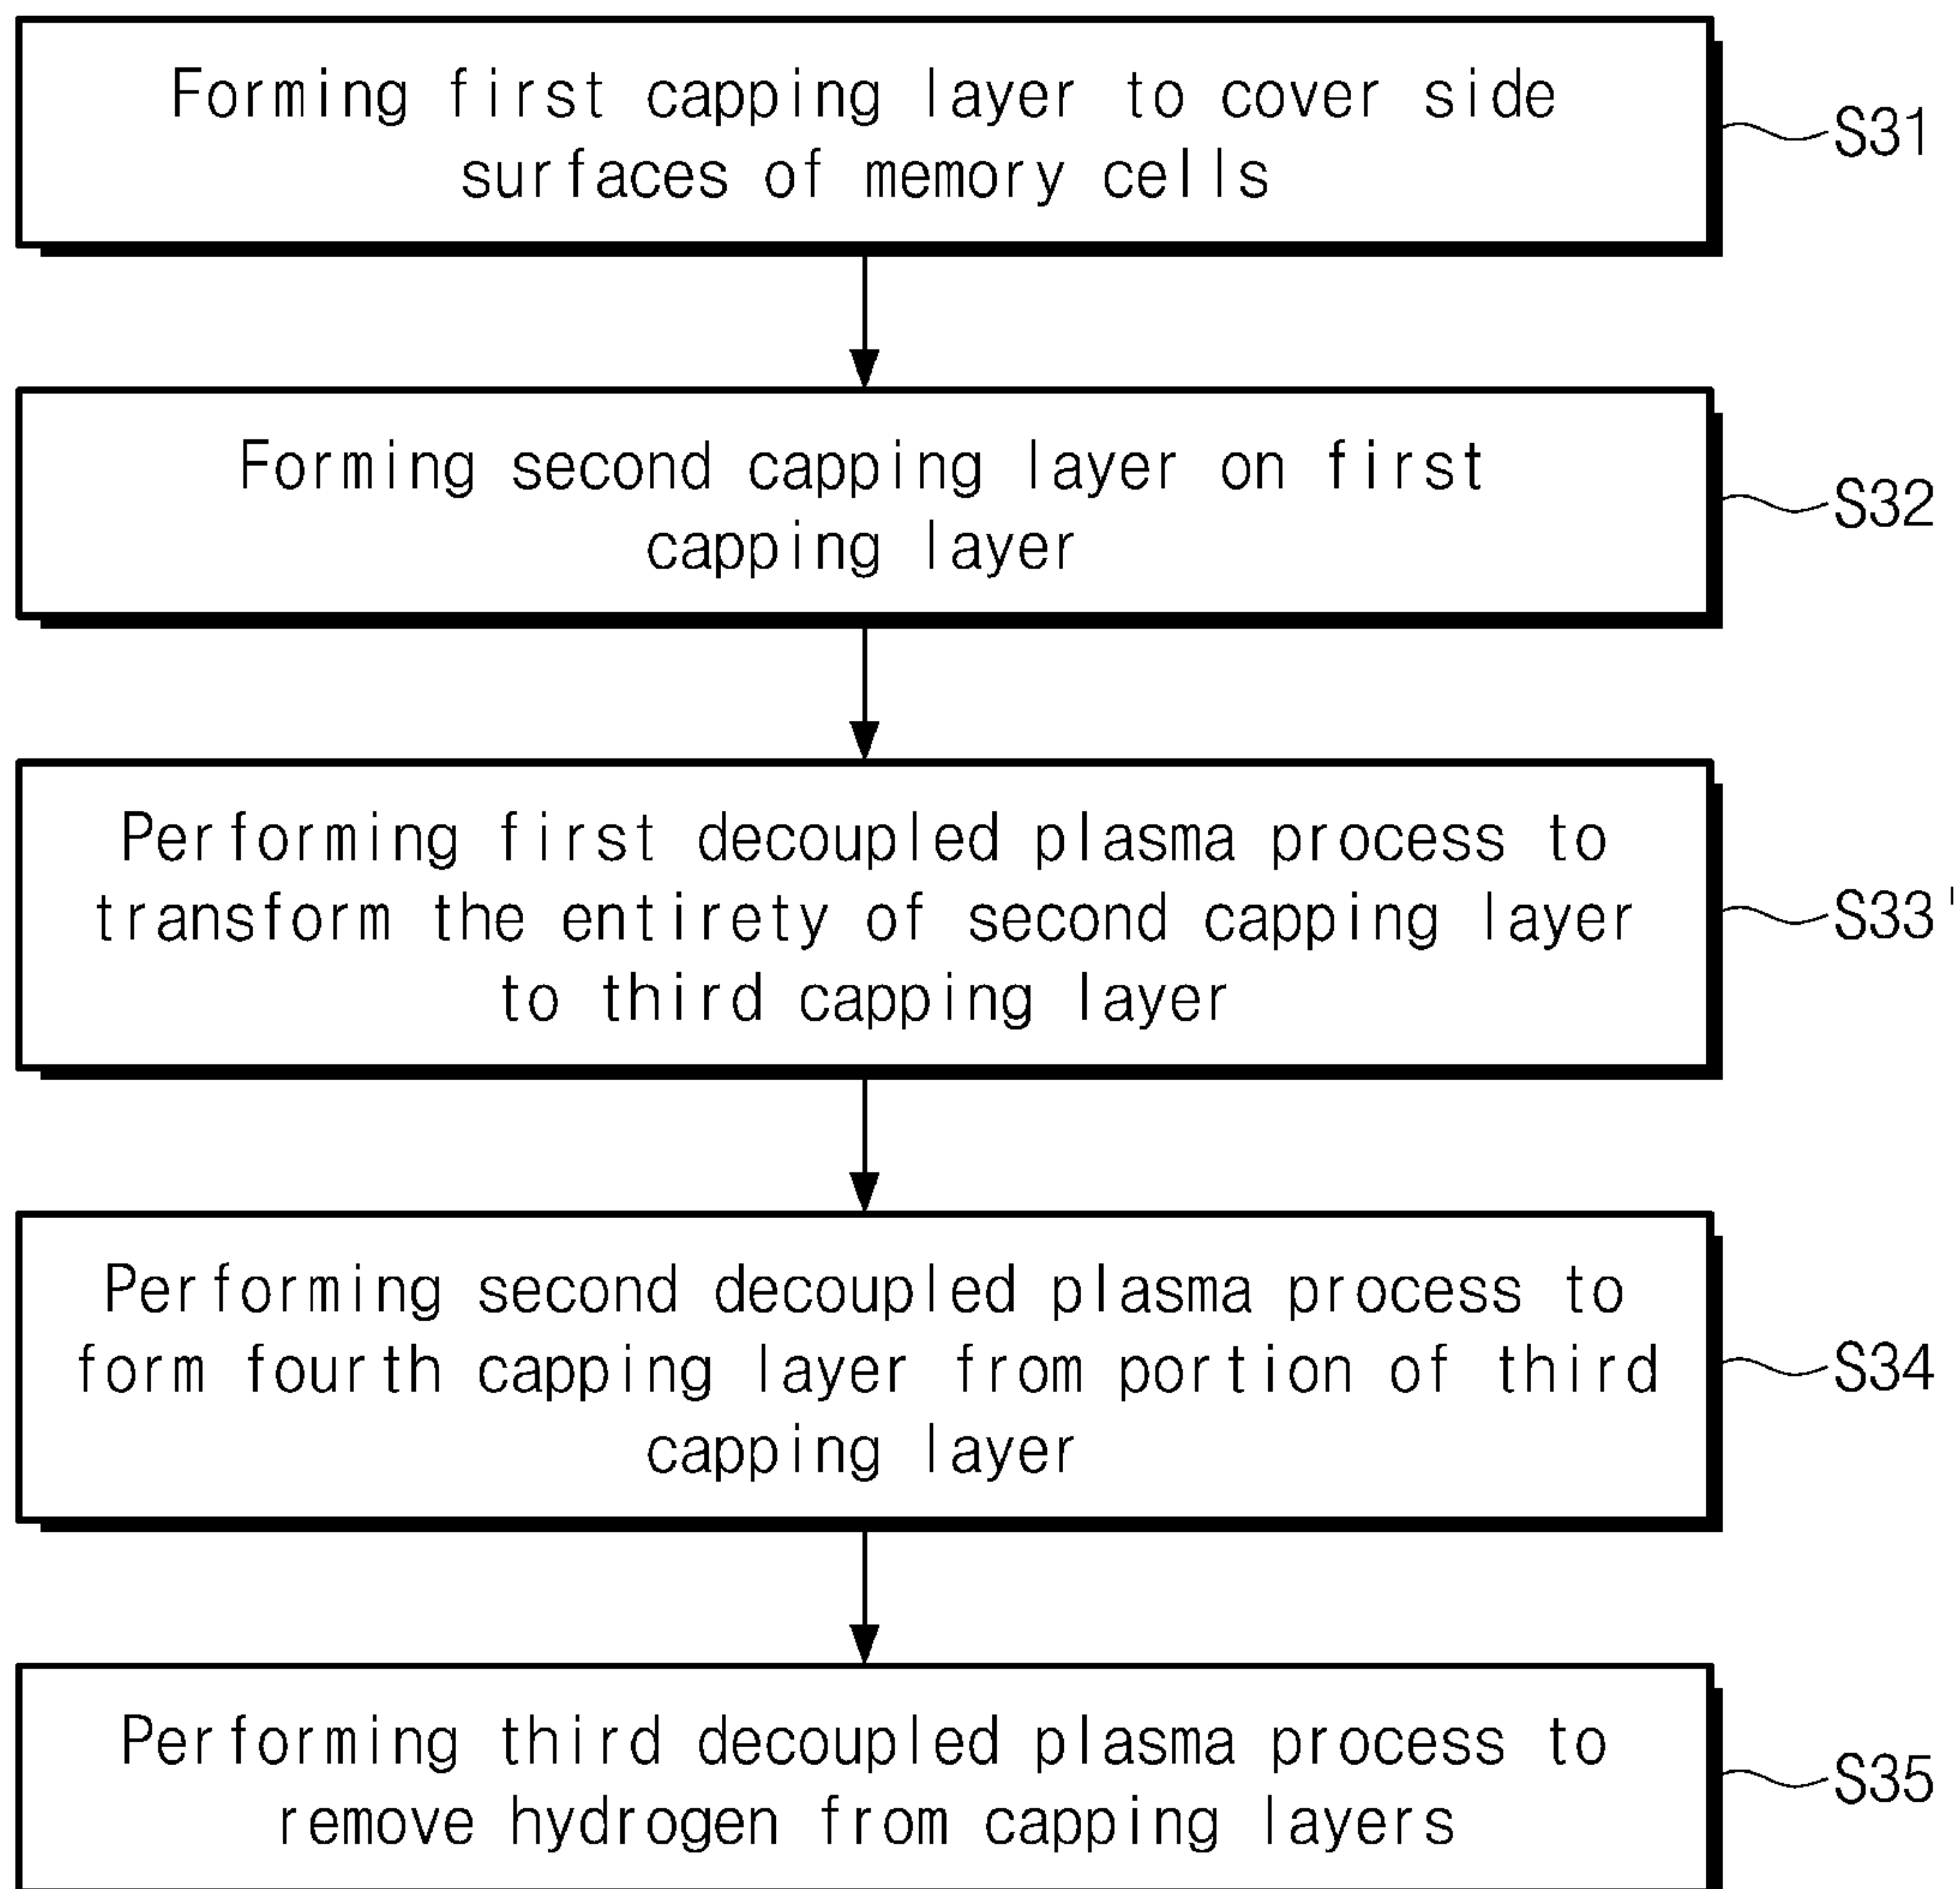 Forming first capping layer to cover side
surfaces of memory cells
S31
Forming second capping layer on first
capping layer
S32
Performing first decoupled plasma process to
transform the entirety of second capping layer
to third capping layer
S33'
Performing second decoupled plasma process to
form fourth capping layer from portion of third
capping layer
S34
Performing third decoupled plasma process to
remove hydrogen from capping layers
S35